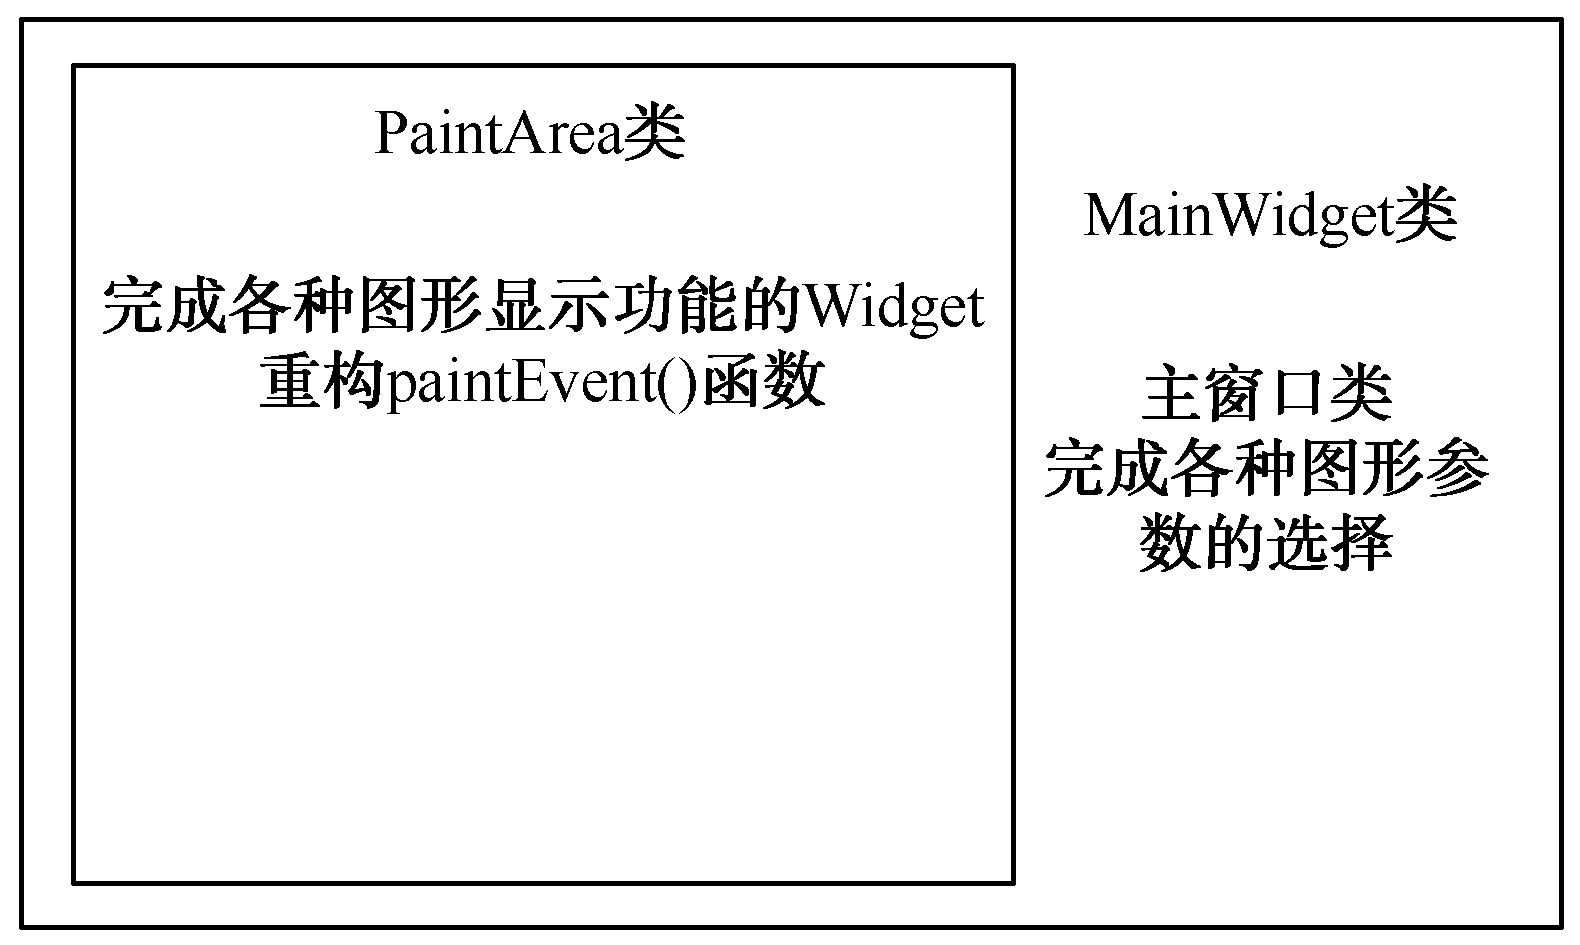 PaintArea类
完成各种图形显示功能的Widget
重构paintEvent()函数
MainWidget类
主窗口类
完成各种图形参
数的选择